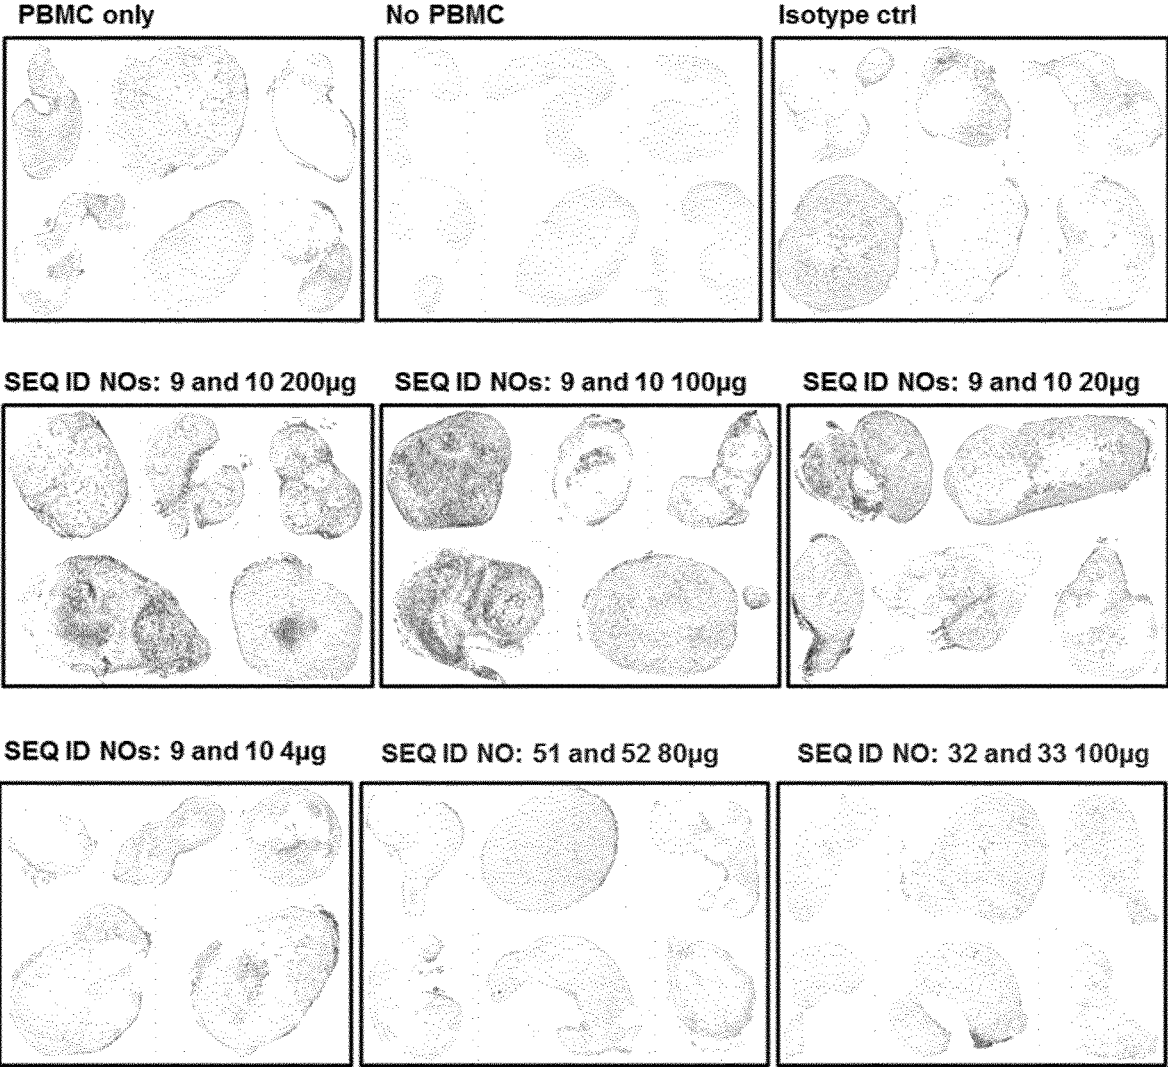 PBMC only
No PBMC
Isotype ctrl
SEQ ID NOs: 9 and 10 200µg
SEQ ID NOs: 9 and 10 100µg
SEQ ID NOs: 9 and 10 20µg
SEQ ID NOs: 9 and 10 4µg
SEQ ID NO: 51 and 52 80µg
SEQ ID NO: 32 and 33 100µg